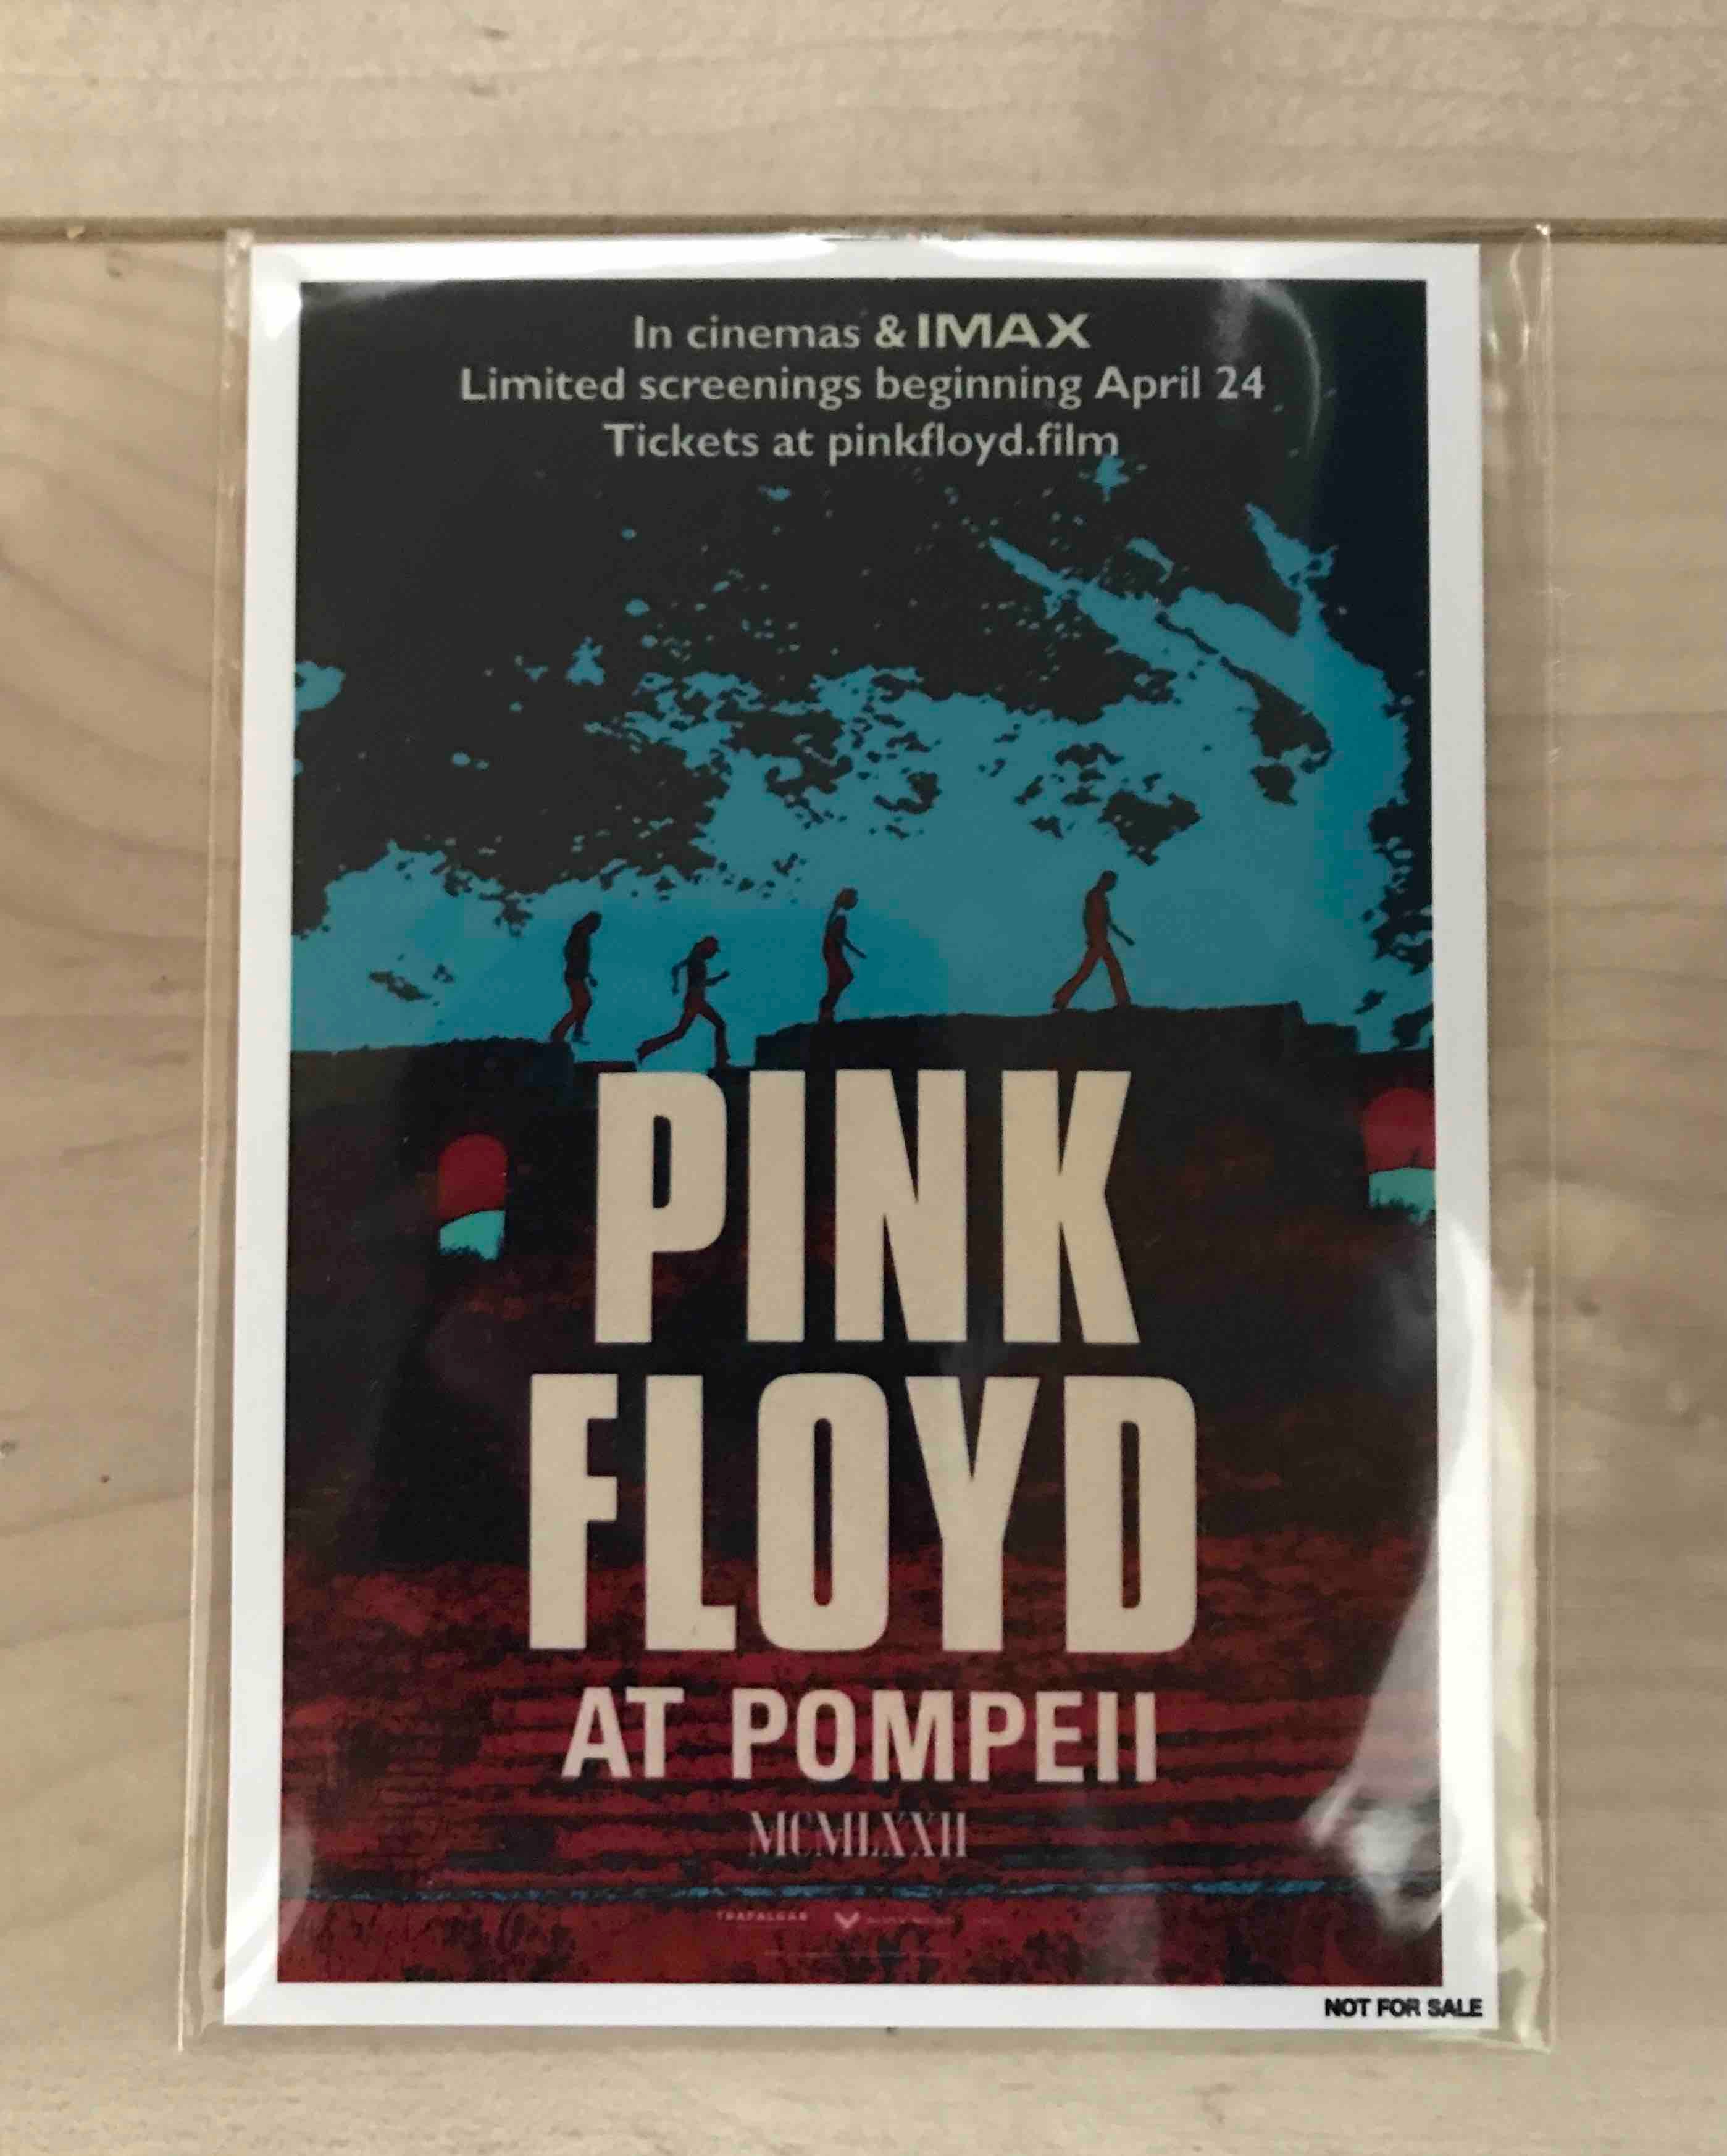 In cinemas & IMAX
Limited screenings beginning April 24
Tickets at pinkfloyd.film
PINK
FLOYD
AT POMPEII
MCMLXXII
TRAFALGAR
NOT FOR SALE